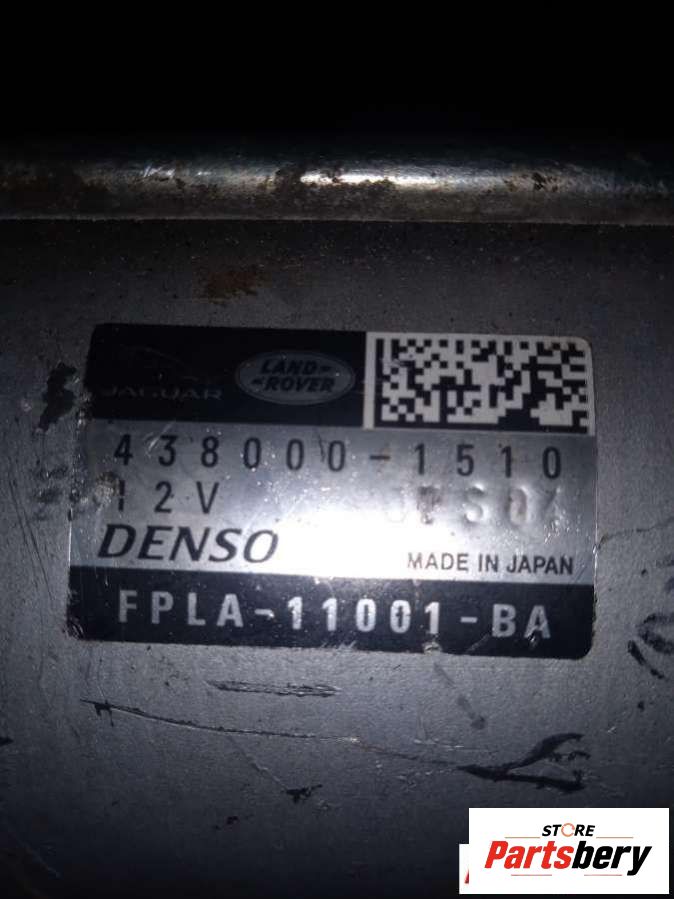 JAGUAR
LAND
ROVER
438000-1510
12V
DENSO
MADE IN JAPAN
FPLA-11001-BA
STORE
Partsbery